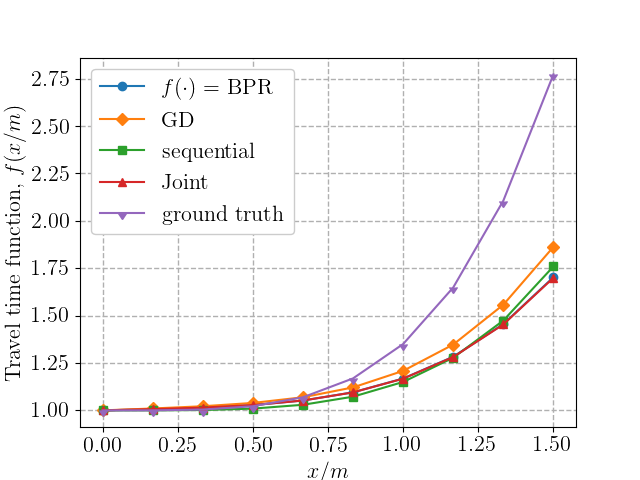 2.75
2.50
2.25
2.00
1.75
1.50
1.25
1.00
Travel time function, f(x/m)
f(·) = BPR
GD
sequential
Joint
ground truth
0.00 0.25 0.50 0.75 1.00 1.25 1.50
x/m